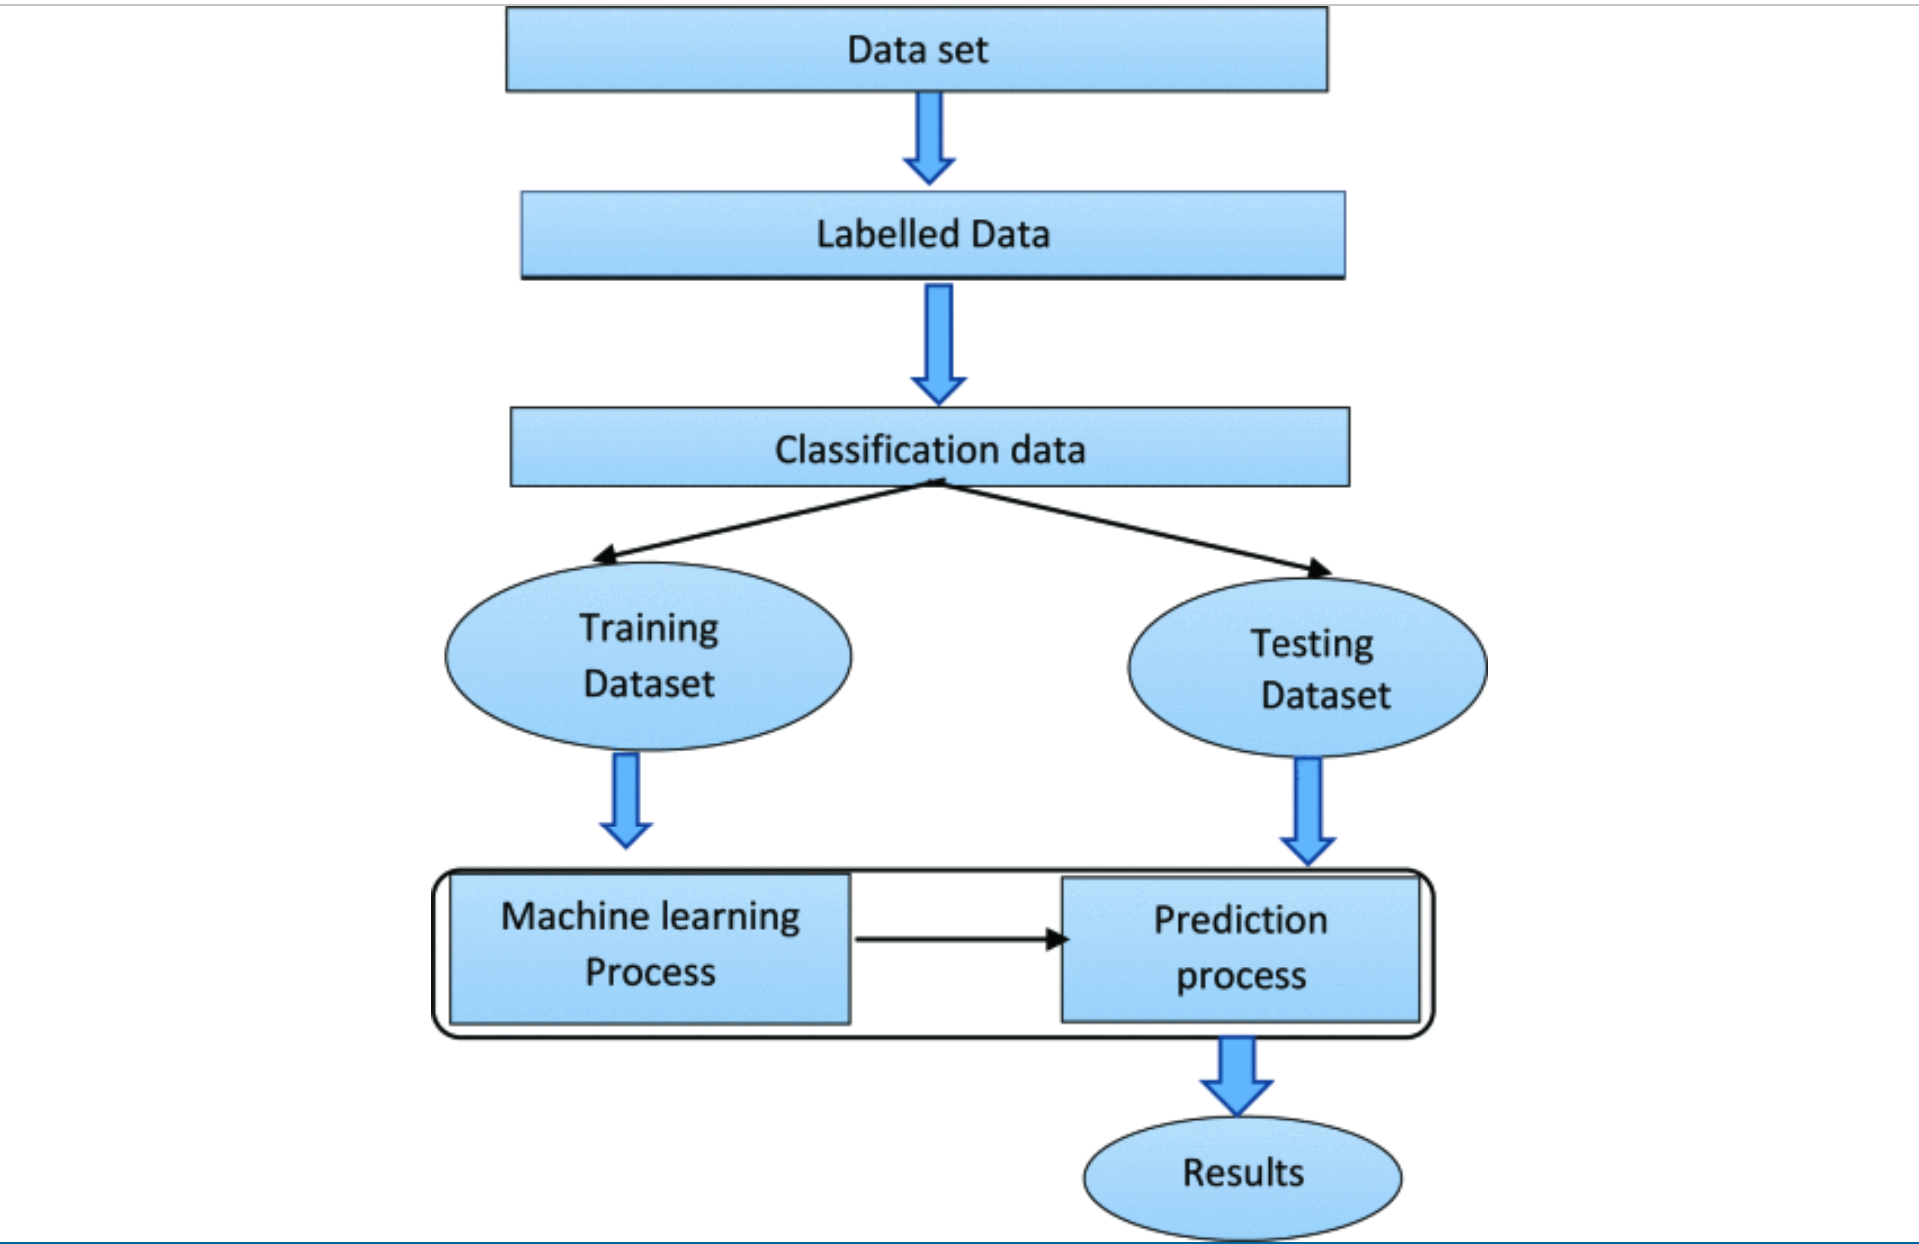 Data set
Labelled Data
Classification data
Training
Dataset
Testing
Dataset
Machine learning
Process
Prediction
process
Results